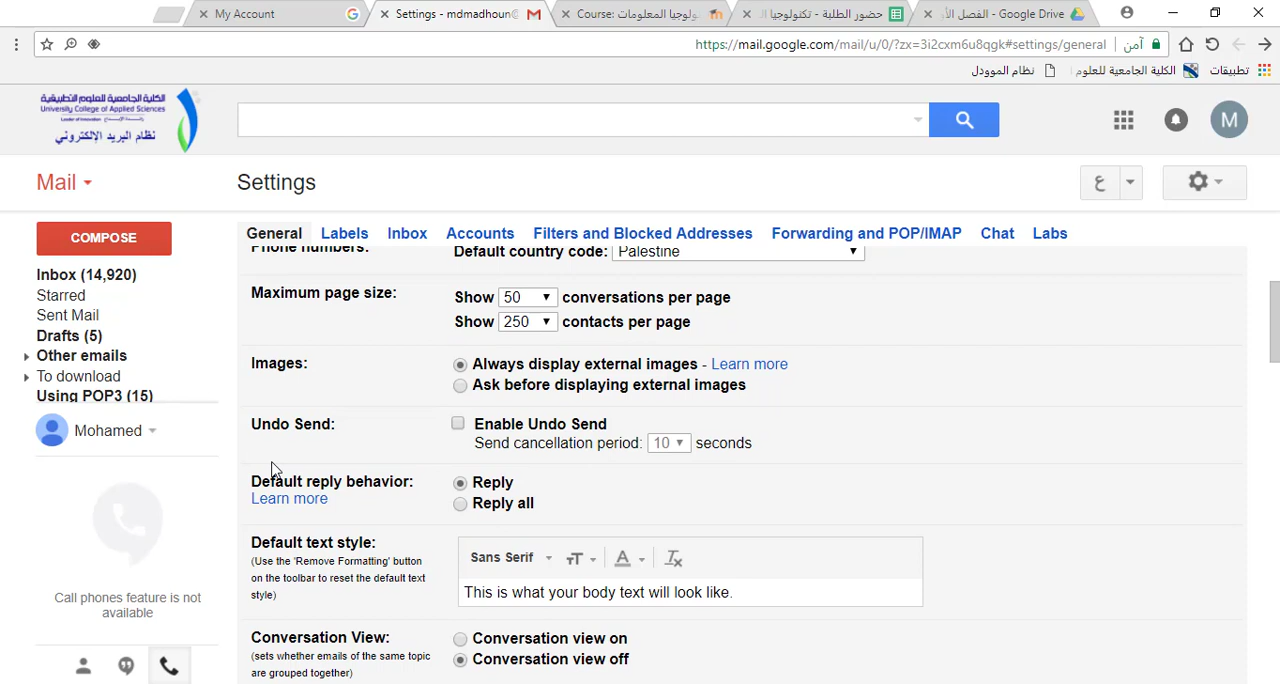 My Account
Settings - mdmadhoun@
Course: تكنولوجيا المعلومات
حضور الطلبة - تكنولوجيا ال
الفصل الأو - Google Drive
https://mail.google.com/mail/u/0/?zx=3i2cxm6u8qgk#settings/general
آمن
تطبيقات
الكلية الجامعية للعلوم ا
نظام الموودل
الكلية الجامعية للعلوم التطبيقية
University College of Applied Sciences
نظام البريد الإلكتروني
M
Mail
Settings
ع
COMPOSE
General Labels Inbox Accounts Filters and Blocked Addresses Forwarding and POP/IMAP Chat Labs
Inbox (14,920)
Starred
Sent Mail
Drafts (5)
Other emails
To download
Using POP3 (15)
Mohamed
Call phones feature is not
available
Phone numbers:
Default country code: Palestine
Maximum page size:
Show 50 conversations per page
Show 250 contacts per page
Images:
Always display external images - Learn more
Ask before displaying external images
Undo Send:
Enable Undo Send
Send cancellation period: 10 seconds
Default reply behavior:
Learn more
Reply
Reply all
Default text style:
(Use the 'Remove Formatting' button
on the toolbar to reset the default text
style)
Sans Serif
This is what your body text will look like.
Conversation View:
(sets whether emails of the same topic
are grouped together)
Conversation view on
Conversation view off